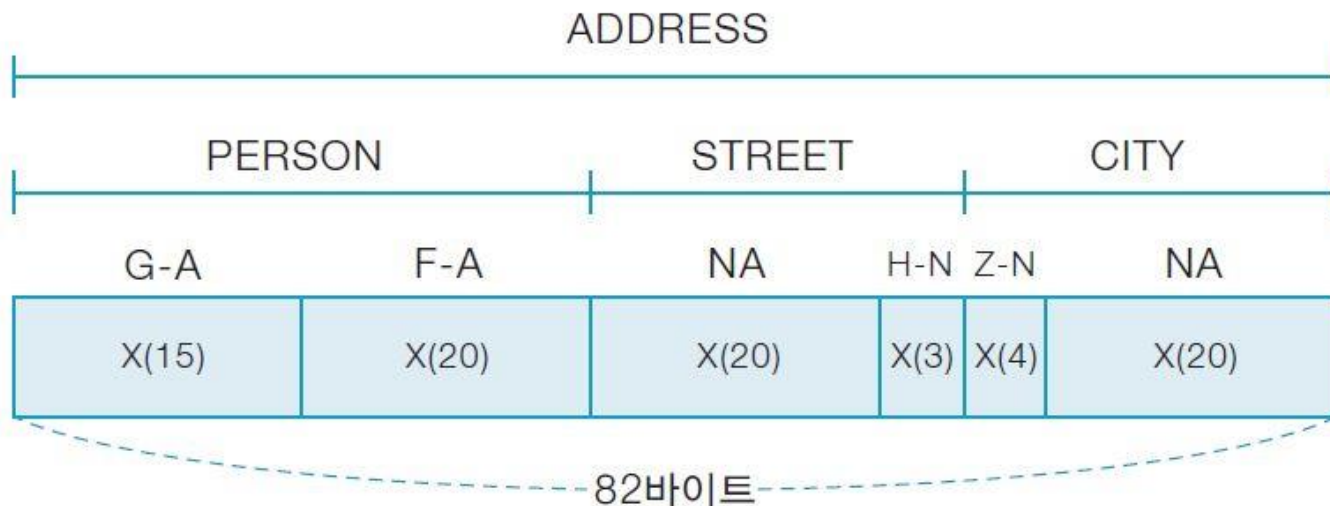 ADDRESS
PERSON STREET CITY
G-A F-A NA H-N Z-N NA
X(15) X(20) X(20) X(3) X(4) X(20)
82바이트